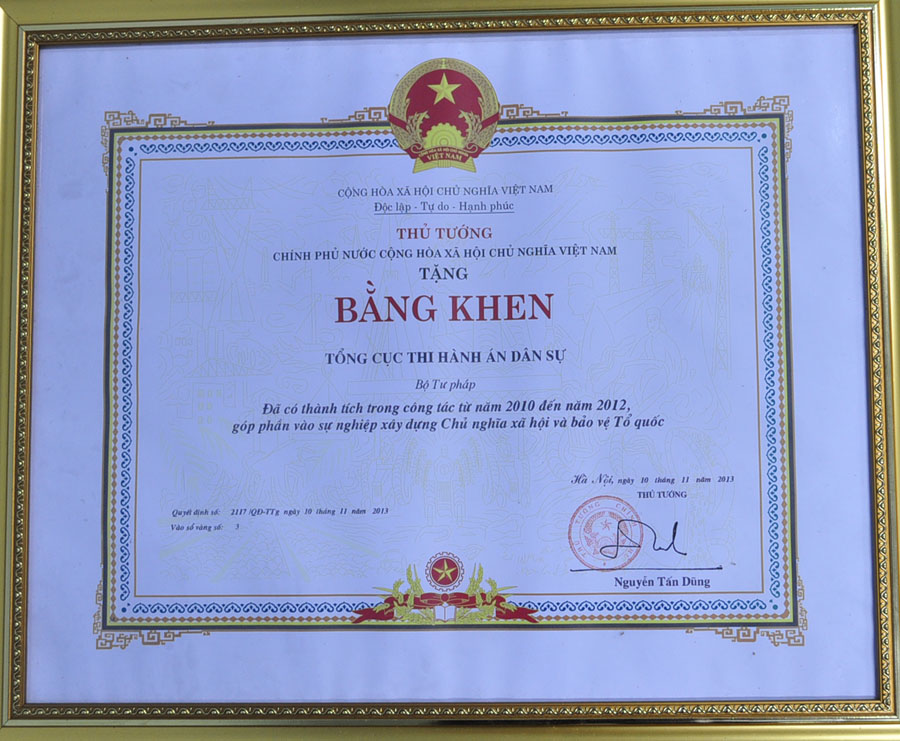 VIỆT NAM
CỘNG HÒA XÃ HỘI CHỦ NGHĨA VIỆT NAM
Độc lập - Tự do - Hạnh phúc
THỦ TƯỚNG
CHÍNH PHỦ NƯỚC CỘNG HÒA XÃ HỘI CHỦ NGHĨA VIỆT NAM
TẶNG
BẰNG KHEN
TỔNG CỤC THI HÀNH ÁN DÂN SỰ
Bộ Tư pháp
Đã có thành tích trong công tác từ năm 2010 đến năm 2012,
góp phần vào sự nghiệp xây dựng Chủ nghĩa xã hội và bảo vệ Tổ quốc
Hà Nội, ngày 10 tháng 11 năm 2013
THỦ TƯỚNG
Quyết định số: 2117 /QĐ-TTg ngày 10 tháng 11 năm 2013
Vào sổ vàng số: 3
Nguyễn Tấn Dũng